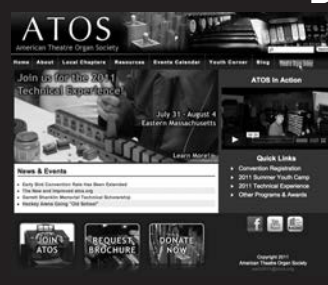 ATOS
American Theatre Organ Society
Home About Local Chapters Resources Events Calendar Youth Corner Blog
Join us for the 2011
Technical Experience!
July 31 - August 4
Eastern Massachusetts
Learn More!
ATOS In Action
News & Events
Early Bird Convention Rate Has Been Extended
The New and Improved atos.org
Garrett Shanklin Memorial Technical Scholarship
Hockey Arena Going "Old School"
Quick Links
Convention Registration
2011 Summer Youth Camp
2011 Technical Experience
Other Programs & Awards
JOIN
ATOS
REQUEST
BROCHURE
DONATE
NOW
Copyright 2011
American Theatre Organ Society